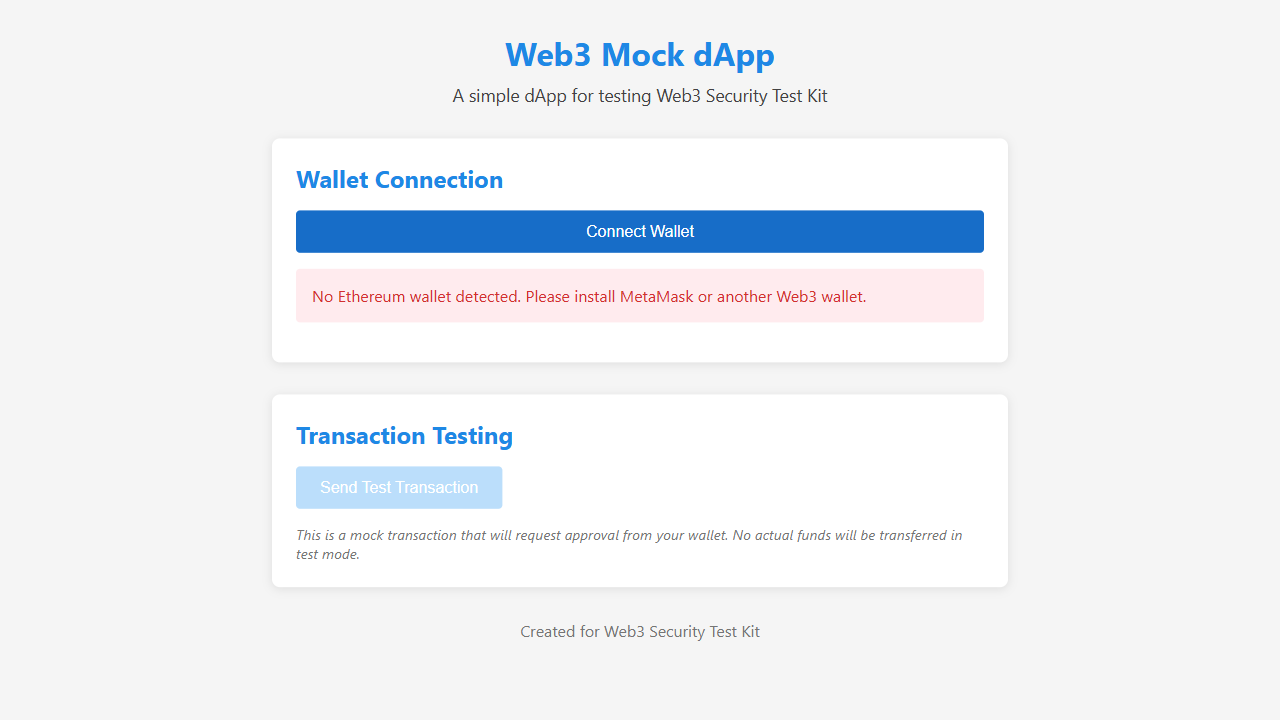 Web3 Mock dApp
A simple dApp for testing Web3 Security Test Kit
Wallet Connection
Connect Wallet
No Ethereum wallet detected. Please install MetaMask or another Web3 wallet.
Transaction Testing
Send Test Transaction
This is a mock transaction that will request approval from your wallet. No actual funds will be transferred in
test mode.
Created for Web3 Security Test Kit